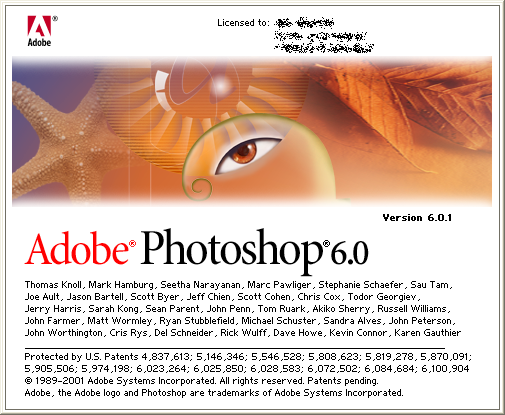 Adobe
Licensed to:
Version 6.0.1
Adobe® Photoshop® 6.0
Thomas Knoll, Mark Hamburg, Seetha Narayanan, Marc Pawliger, Stephanie Schaefer, Sau Tam,
Joe Ault, Jason Bartell, Scott Byer, Jeff Chien, Scott Cohen, Chris Cox, Todor Georgiev,
Jerry Harris, Sarah Kong, Sean Parent, John Penn, Tom Ruark, Akiko Sherry, Russell Williams,
John Farmer, Matt Wormley, Ryan Stubblefield, Michael Schuster, Sandra Alves, John Peterson,
John Worthington, Cris Rys, Del Schneider, Rick Wulff, Dave Howe, Kevin Connor, Karen Gauthier
Protected by U.S. Patents 4,837,613; 5,146,346; 5,546,528; 5,808,623; 5,819,278, 5,870,091;
5,905,506; 5,974,198; 6,023,264; 6,025,850; 6,028,583; 6,072,502; 6,084,684; 6,100,904
© 1989-2001 Adobe Systems Incorporated. All rights reserved. Patents pending.
Adobe, the Adobe logo and Photoshop are trademarks of Adobe Systems Incorporated.